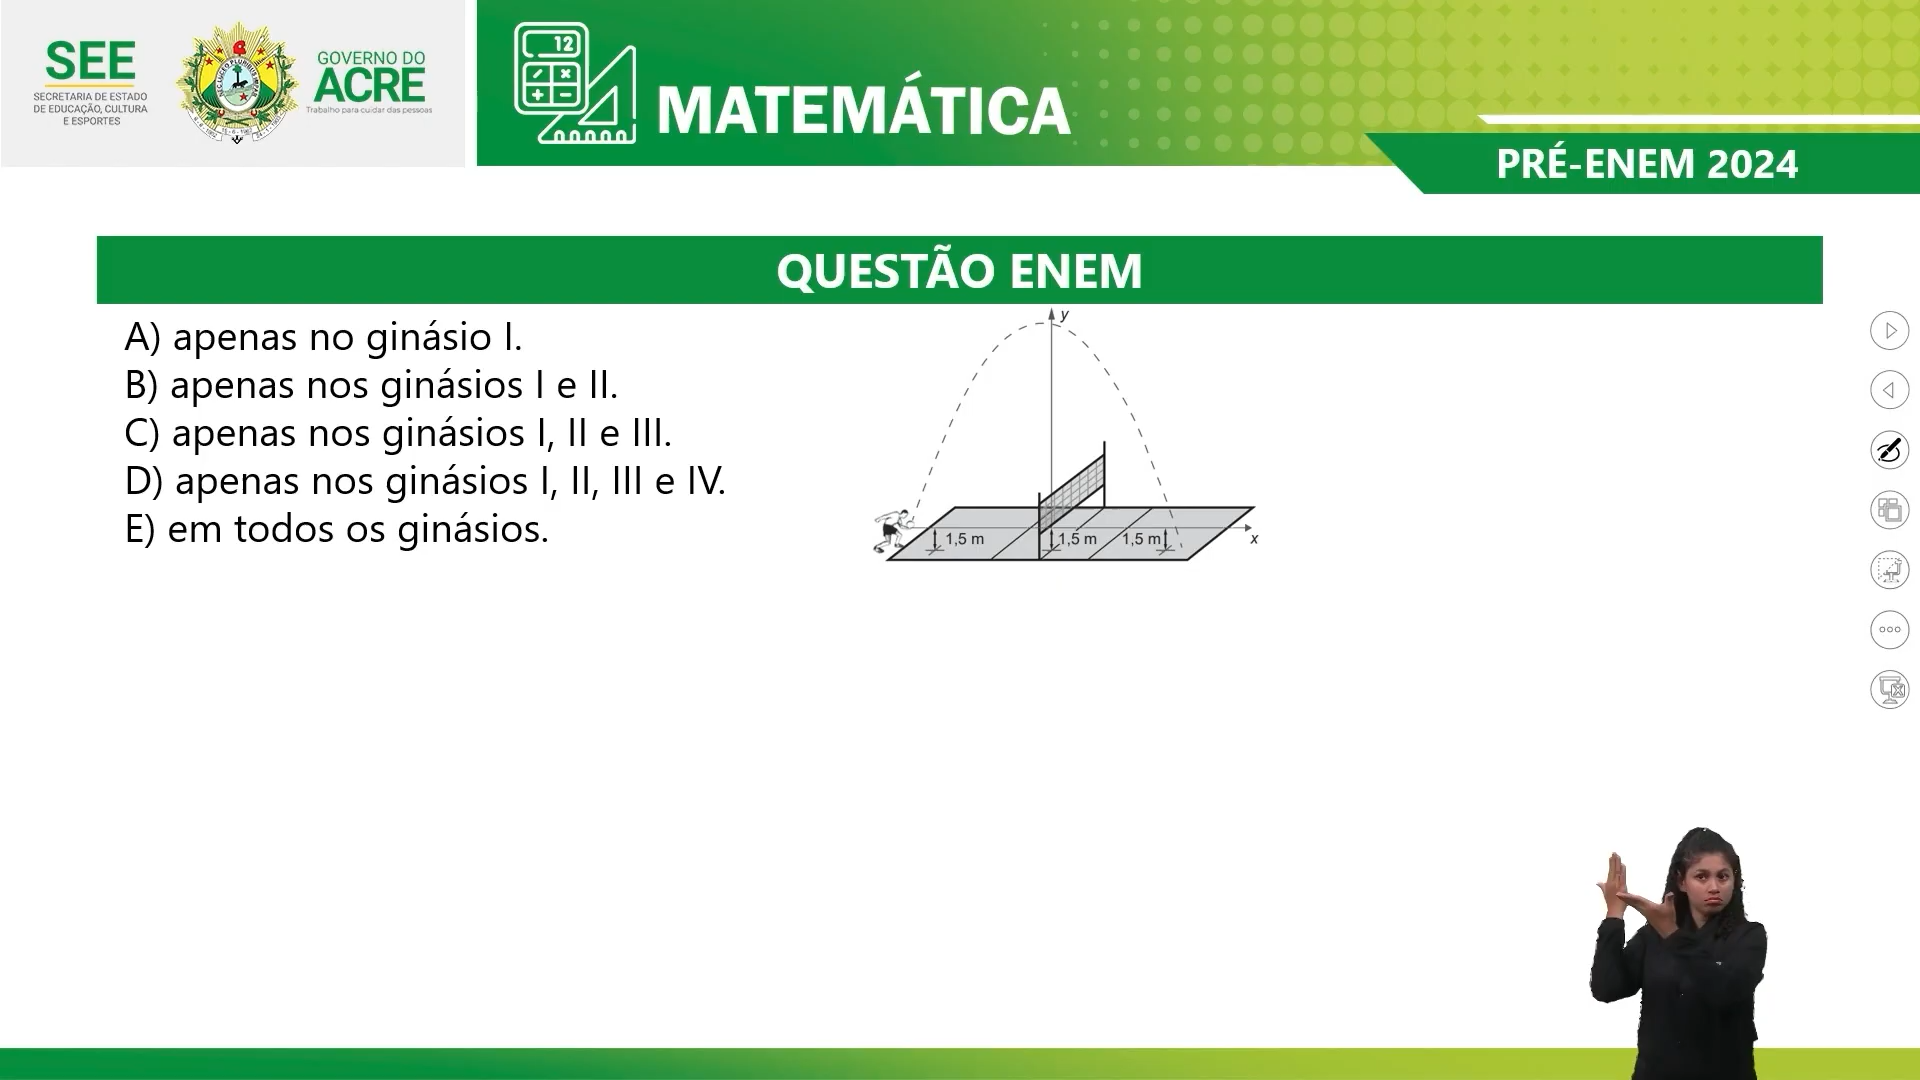 SEE
SECRETARIA DE ESTADO
DE EDUCAÇÃO, CULTURA
E ESPORTES
GOVERNO DO
ACRE
Trabalho para cuidar das pessoas
12
MATEMÁTICA
PRÉ-ENEM 2024
QUESTÃO ENEM
A) apenas no ginásio I.
B) apenas nos ginásios I e II.
C) apenas nos ginásios I, II e III.
D) apenas nos ginásios I, II, III e IV.
E) em todos os ginásios.
y
1,5 m
1,5 m
1,5 m
x